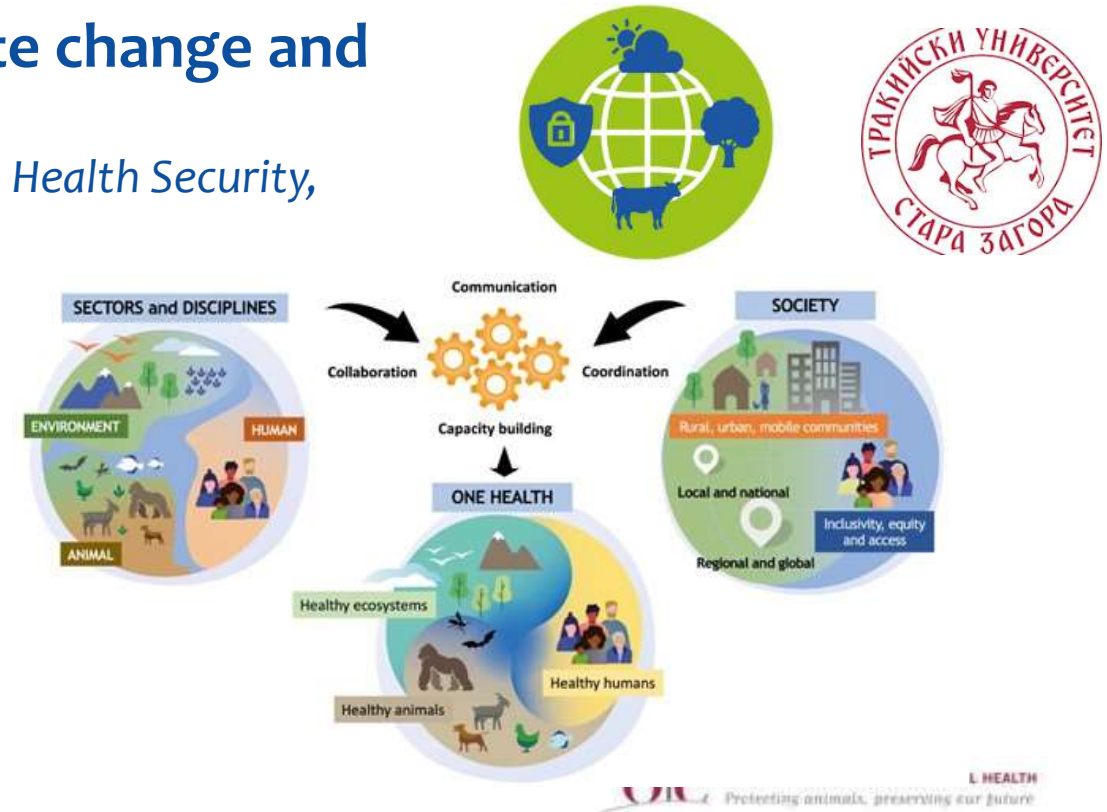 te change and
Health Security,
ТРАКИЙСКИ УНИВЕРСИТЕТ
СТАРА ЗАГОРА
SECTORS and DISCIPLINES
ENVIRONMENT
HUMAN
ANIMAL
Communication
Collaboration
Coordination
Capacity building
SOCIETY
Rural, urban, mobile communities
Local and national
Inclusivity, equity
and access
Regional and global
ONE HEALTH
Healthy ecosystems
Healthy humans
Healthy animals
L HEALTH
Protecting animals, preserving our future